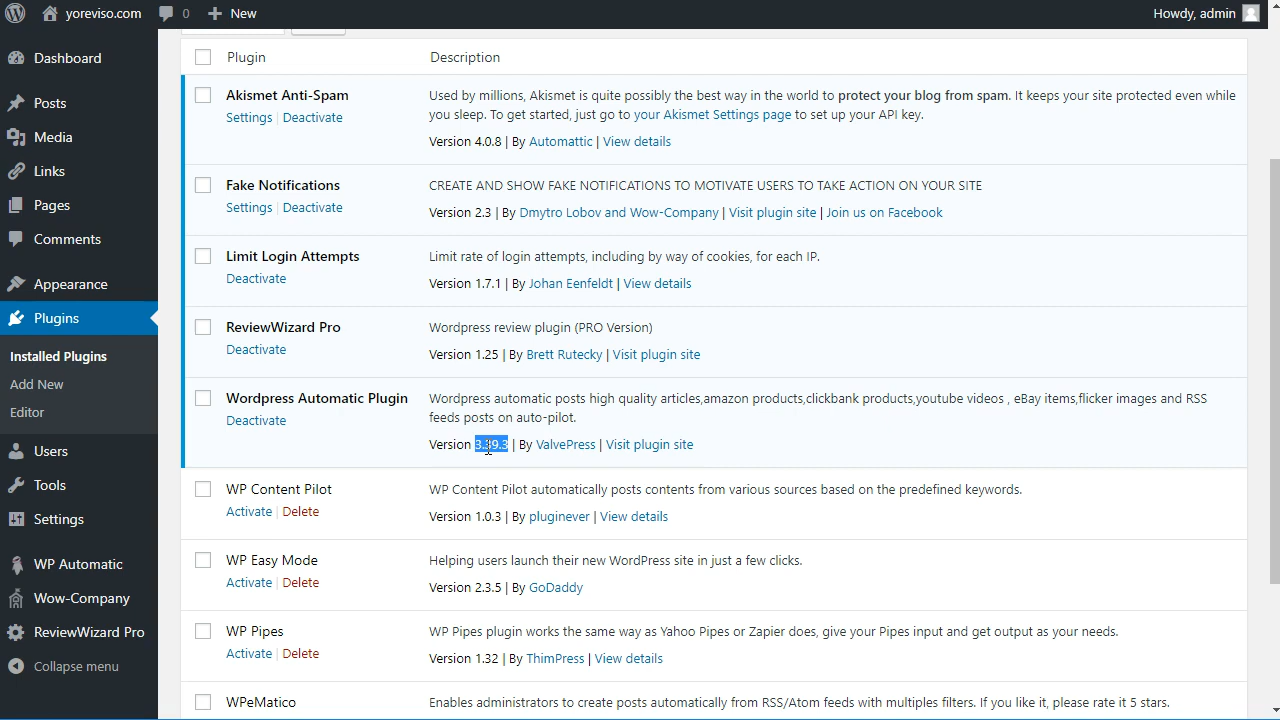 yoreviso.com 0 New Howdy, admin
Dashboard
Posts
Media
Links
Pages
Comments
Appearance
Plugins
Installed Plugins
Add New
Editor
Users
Tools
Settings
WP Automatic
Wow-Company
ReviewWizard Pro
Collapse menu
Plugin Description
Akismet Anti-Spam
Settings | Deactivate
Used by millions, Akismet is quite possibly the best way in the world to protect your blog from spam. It keeps your site protected even while
you sleep. To get started, just go to your Akismet Settings page to set up your API key.
Version 4.0.8 | By Automattic | View details
Fake Notifications
Settings | Deactivate
CREATE AND SHOW FAKE NOTIFICATIONS TO MOTIVATE USERS TO TAKE ACTION ON YOUR SITE
Version 2.3 | By Dmytro Lobov and Wow-Company | Visit plugin site | Join us on Facebook
Limit Login Attempts
Deactivate
Limit rate of login attempts, including by way of cookies, for each IP.
Version 1.7.1 | By Johan Eenfeldt | View details
ReviewWizard Pro
Deactivate
Wordpress review plugin (PRO Version)
Version 1.25 | By Brett Rutecky | Visit plugin site
Wordpress Automatic Plugin
Deactivate
Wordpress automatic posts high quality articles,amazon products,clickbank products,youtube videos , eBay items,flicker images and RSS
feeds posts on auto-pilot.
Version 3.39.3 | By ValvePress | Visit plugin site
WP Content Pilot
Activate | Delete
WP Content Pilot automatically posts contents from various sources based on the predefined keywords.
Version 1.0.3 | By pluginever | View details
WP Easy Mode
Activate | Delete
Helping users launch their new WordPress site in just a few clicks.
Version 2.3.5 | By GoDaddy
WP Pipes
Activate | Delete
WP Pipes plugin works the same way as Yahoo Pipes or Zapier does, give your Pipes input and get output as your needs.
Version 1.32 | By ThimPress | View details
WPeMatico
Enables administrators to create posts automatically from RSS/Atom feeds with multiples filters. If you like it, please rate it 5 stars.